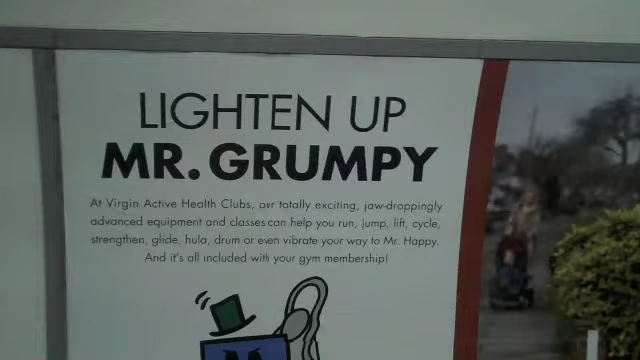 LIGHTEN UP
MR. GRUMPY
At Virgin Active Health Clubs, our totally exciting, jaw-droppingly
advanced equipment and classes can help you run, jump, lift, cycle,
strengthen, glide, hula, drum or even vibrate your way to Mr. Happy.
And it's all included with your gym membership!